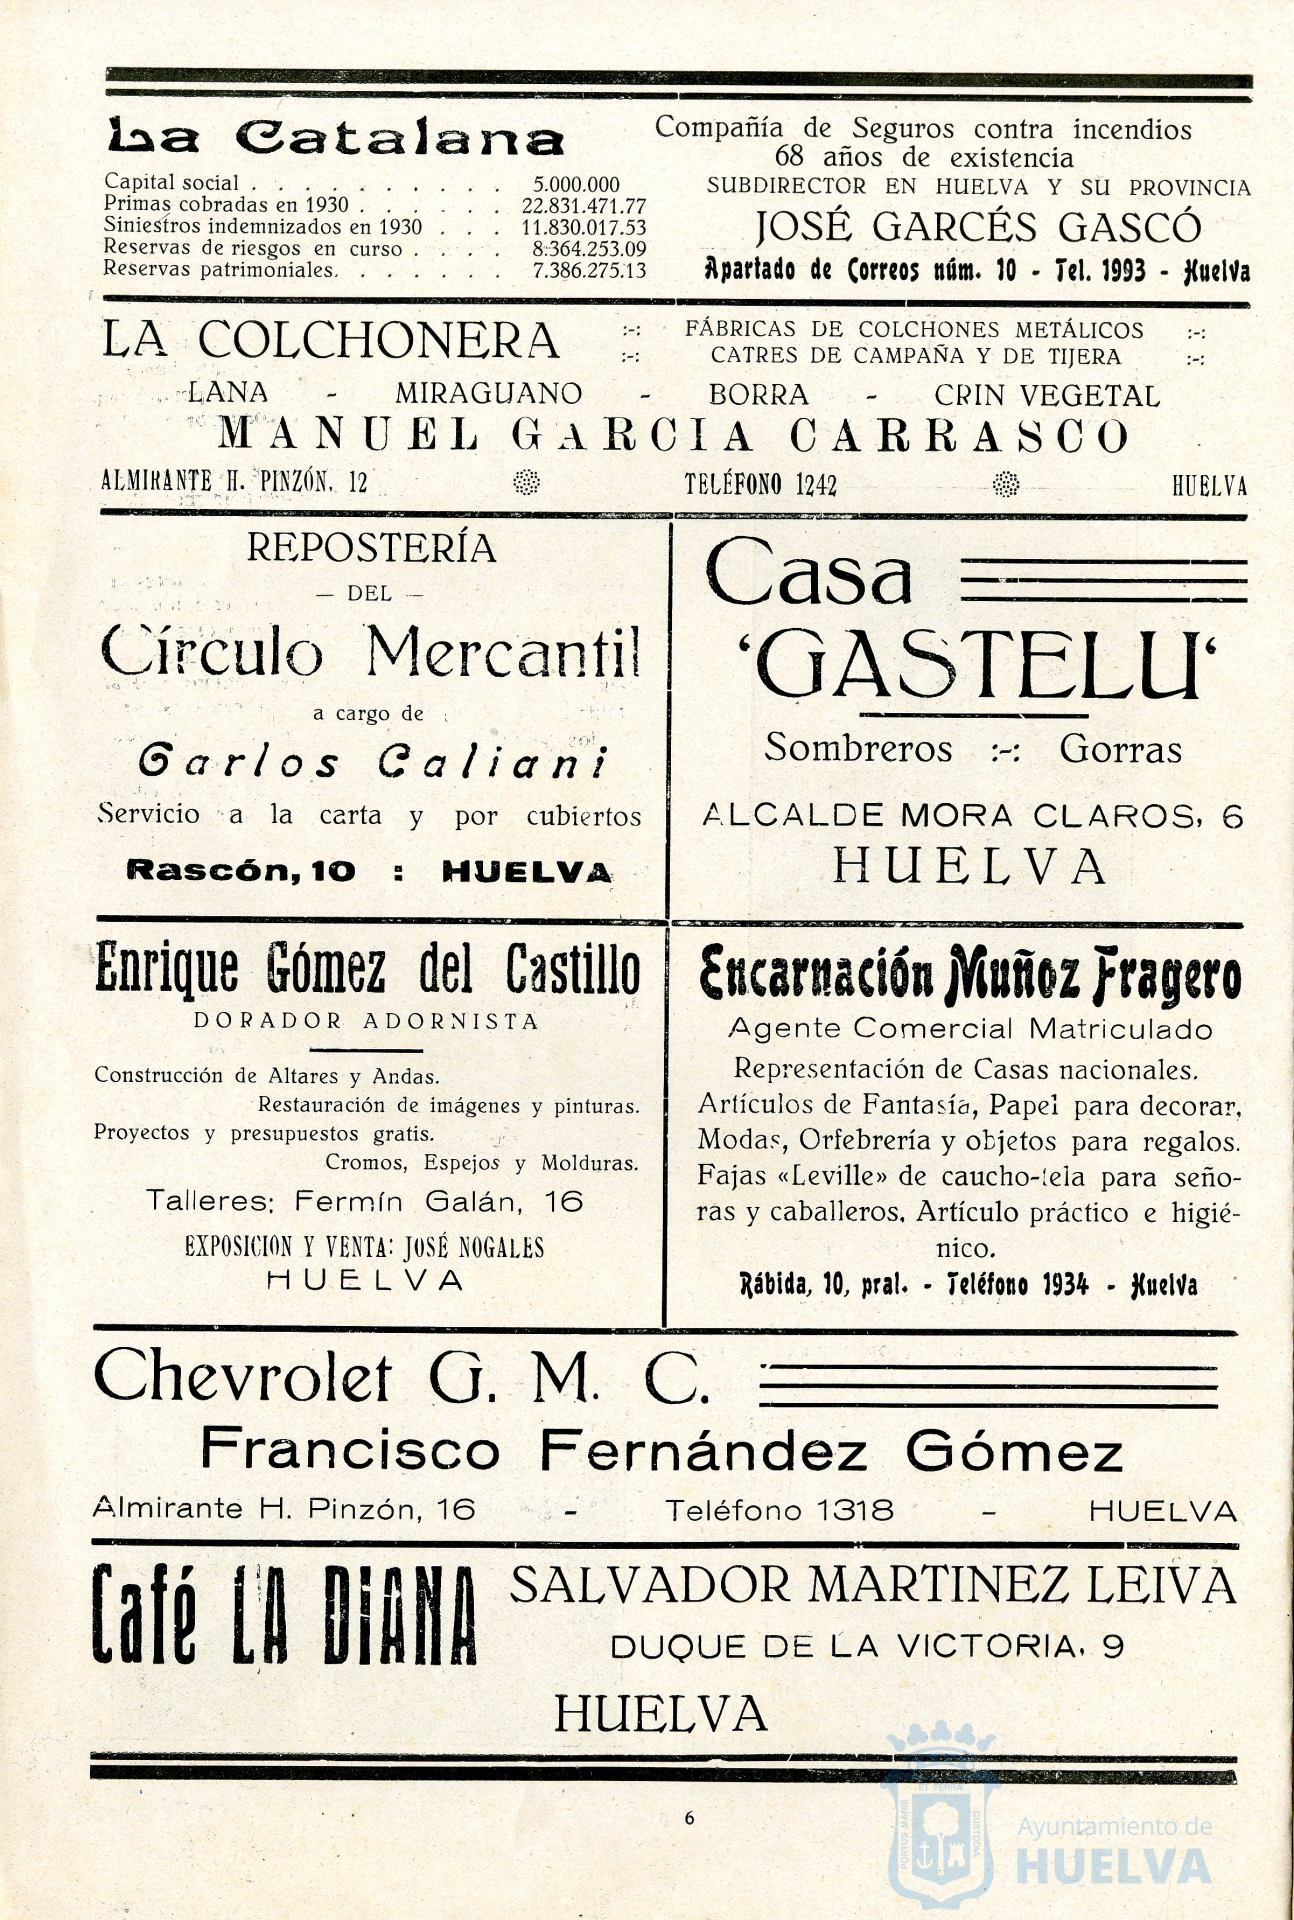 La Catalana
Capital social . . . . . . . . . . 5.000.000
Primas cobradas en 1930 . . . . . . 22.831.471.77
Siniestros indemnizados en 1930 . . . 11.830.017.53
Reservas de riesgos en curso . . . . 8.364.253.09
Reservas patrimoniales. . . . . . . 7.386.275.13
Compañía de Seguros contra incendios
68 años de existencia
SUBDIRECTOR EN HUELVA Y SU PROVINCIA
JOSÉ GARCÉS GASCÓ
Apartado de Correos núm. 10 - Tel. 1993 - Huelva
LA COLCHONERA
:-: FÁBRICAS DE COLCHONES METÁLICOS :-:
:-: CATRES DE CAMPAÑA Y DE TIJERA :-:
LANA - MIRAGUANO - BORRA - CRIN VEGETAL
MANUEL GARCIA CARRASCO
ALMIRANTE H. PINZÓN, 12 TELÉFONO 1242 HUELVA
REPOSTERÍA
— DEL —
Círculo Mercantil
a cargo de
Carlos Caliani
Servicio a la carta y por cubiertos
Rascón, 10 : HUELVA
Casa
'GASTELU'
Sombreros :-: Gorras
ALCALDE MORA CLAROS, 6
HUELVA
Enrique Gómez del Castillo
DORADOR ADORNISTA
Construcción de Altares y Andas.
Restauración de imágenes y pinturas.
Proyectos y presupuestos gratis.
Cromos, Espejos y Molduras.
Talleres: Fermín Galán, 16
EXPOSICION Y VENTA: JOSÉ NOGALES
HUELVA
Encarnación Muñoz Fragero
Agente Comercial Matriculado
Representación de Casas nacionales.
Artículos de Fantasía, Papel para decorar,
Modas, Orfebrería y objetos para regalos.
Fajas «Leville» de caucho-tela para seño-
ras y caballeros, Artículo práctico e higié-
nico.
Rábida, 10, pral. - Teléfono 1934 - Huelva
Chevrolet G. M. C.
Francisco Fernández Gómez
Almirante H. Pinzón, 16 - Teléfono 1318 - HUELVA
Café LA DIANA
SALVADOR MARTINEZ LEIVA
DUQUE DE LA VICTORIA, 9
HUELVA
6
PORTUS MARIS
ET TERRÆ
CUSTODIA
Ayuntamiento de
HUELVA